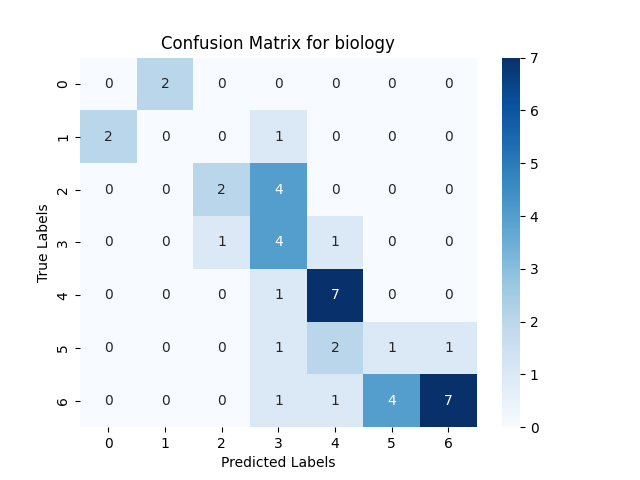 Confusion Matrix for biology
0 0 2 0 0 0 0 0
1 2 0 0 1 0 0 0
2 0 0 2 4 0 0 0
3 0 0 1 4 1 0 0
4 0 0 0 1 7 0 0
5 0 0 0 1 2 1 1
6 0 0 0 1 1 4 7
0 1 2 3 4 5 6
Predicted Labels
True Labels
7
6
5
4
3
2
1
0